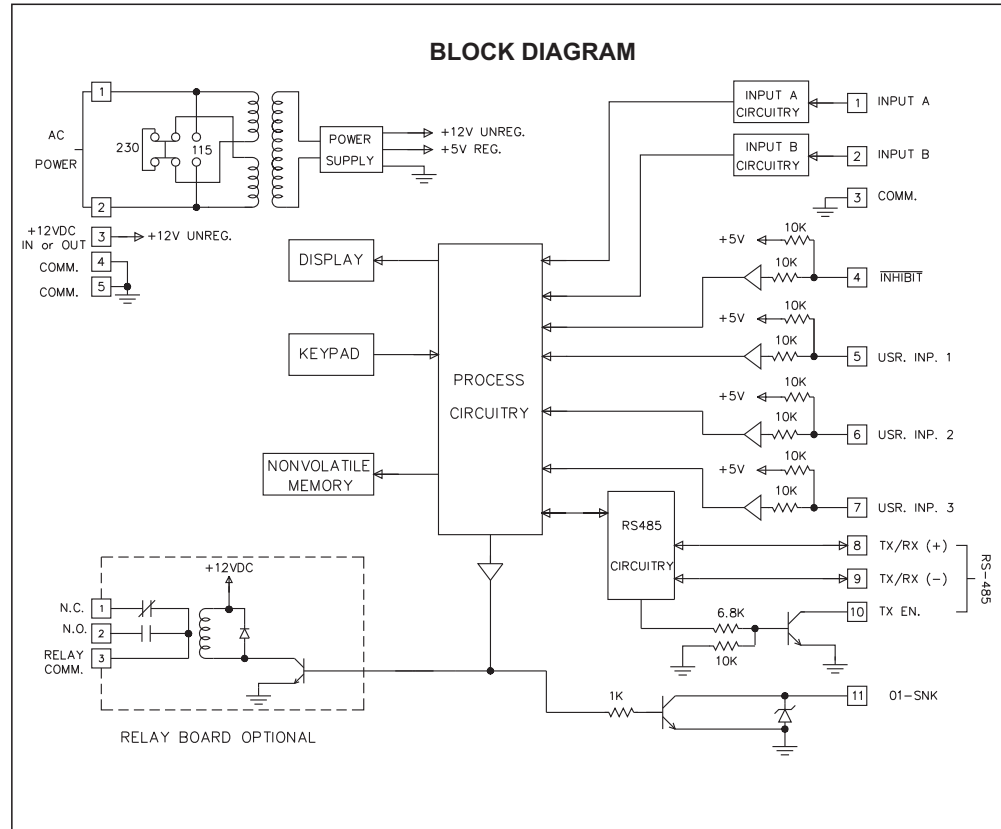 BLOCK DIAGRAM
AC
POWER
1
230
115
2
POWER
SUPPLY
+12V UNREG.
+5V REG.
+12VDC
IN or OUT
3
+12V UNREG.
COMM.
4
COMM.
5
INPUT A
CIRCUITRY
1
INPUT A
INPUT B
CIRCUITRY
2
INPUT B
3
COMM.
DISPLAY
KEYPAD
NONVOLATILE
MEMORY
PROCESS
CIRCUITRY
10K
+5V
10K
4
INHIBIT
10K
+5V
10K
5
USR. INP. 1
10K
+5V
10K
6
USR. INP. 2
10K
+5V
10K
7
USR. INP. 3
RS485
CIRCUITRY
8
TX/RX (+)
9
TX/RX (-)
10
TX EN.
RS-485
6.8K
10K
1K
11
O1-SNK
+12VDC
N.C.
1
N.O.
2
RELAY
COMM.
3
RELAY BOARD OPTIONAL